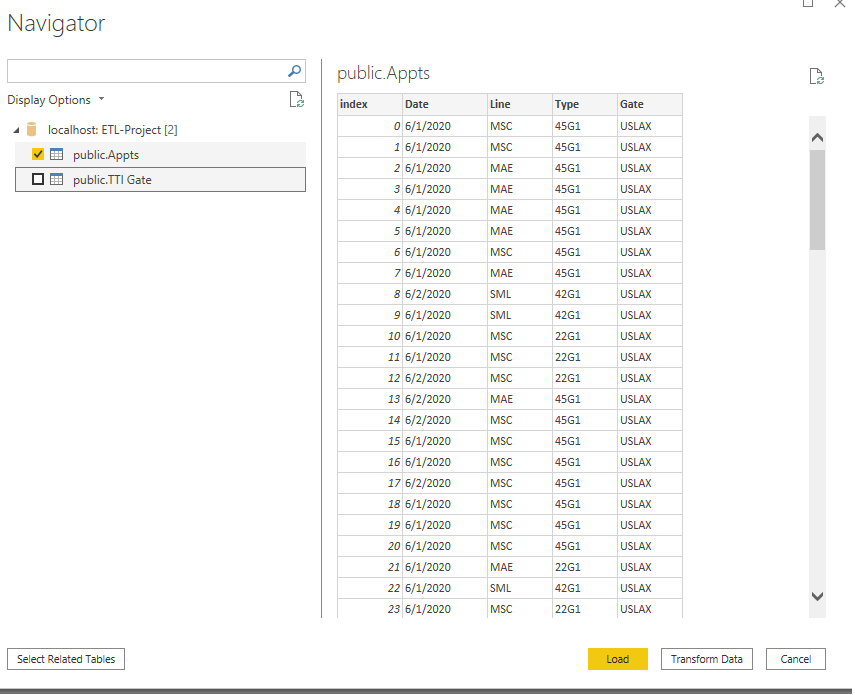 Navigator
Display Options
localhost: ETL-Project [2]
public.Appts
public.TTI Gate
public.Appts
index Date Line Type Gate
0 6/1/2020 MSC 45G1 USLAX
1 6/1/2020 MSC 45G1 USLAX
2 6/1/2020 MAE 45G1 USLAX
3 6/1/2020 MAE 45G1 USLAX
4 6/1/2020 MAE 45G1 USLAX
5 6/1/2020 MAE 45G1 USLAX
6 6/1/2020 MSC 45G1 USLAX
7 6/1/2020 MAE 45G1 USLAX
8 6/2/2020 SML 42G1 USLAX
9 6/1/2020 SML 42G1 USLAX
10 6/1/2020 MSC 22G1 USLAX
11 6/1/2020 MSC 22G1 USLAX
12 6/2/2020 MSC 22G1 USLAX
13 6/2/2020 MAE 45G1 USLAX
14 6/2/2020 MSC 45G1 USLAX
15 6/1/2020 MSC 45G1 USLAX
16 6/1/2020 MSC 45G1 USLAX
17 6/2/2020 MSC 45G1 USLAX
18 6/1/2020 MSC 45G1 USLAX
19 6/1/2020 MSC 45G1 USLAX
20 6/1/2020 MSC 45G1 USLAX
21 6/1/2020 MAE 22G1 USLAX
22 6/1/2020 SML 42G1 USLAX
23 6/1/2020 MSC 22G1 USLAX
Select Related Tables
Load
Transform Data
Cancel